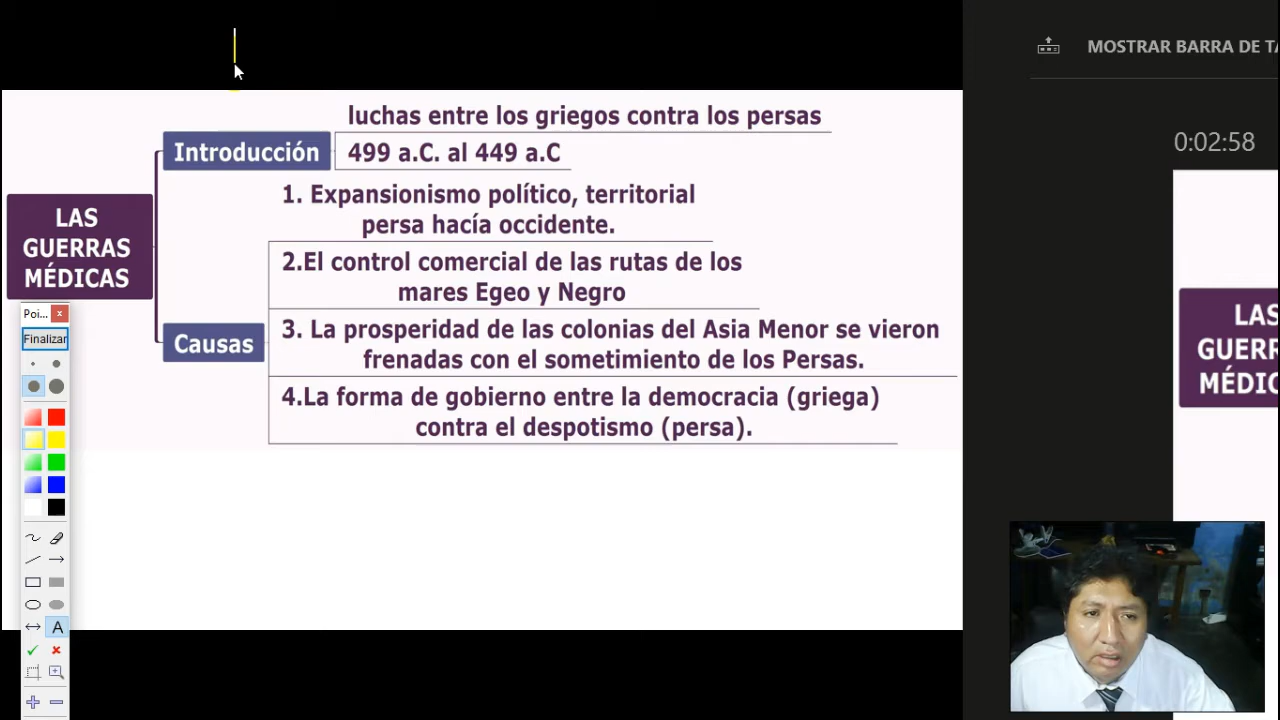 MOSTRAR BARRA DE TA
0:02:58
luchas entre los griegos contra los persas
Introducción
499 a.C. al 449 a.C
LAS
GUERRAS
MÉDICAS
1. Expansionismo político, territorial
persa hacía occidente.
2.El control comercial de las rutas de los
mares Egeo y Negro
Causas
3. La prosperidad de las colonias del Asia Menor se vieron
frenadas con el sometimiento de los Persas.
4.La forma de gobierno entre la democracia (griega)
contra el despotismo (persa).
Poi...
Finalizar
A
LAS
GUERR
MÉDIC